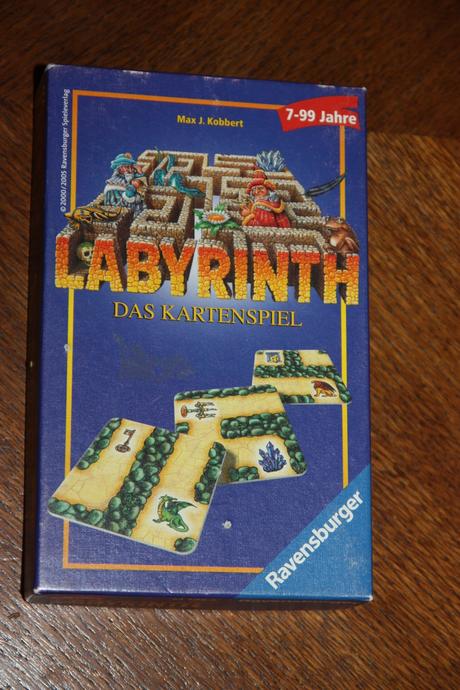 Max J. Kobbert
7-99 Jahre
© 2000/2005 Ravensburger Spieleverlag
LABYRINTH
DAS KARTENSPIEL
Ravensburger